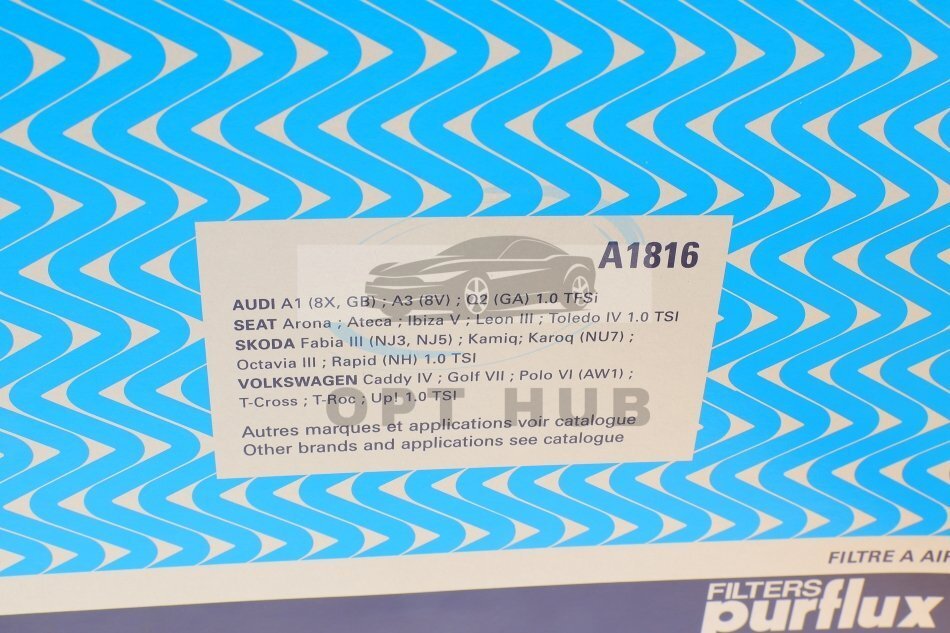 A1816
AUDI A1 (8X, GB) ; A3 (8V) ; Q2 (GA) 1.0 TFSi
SEAT Arona ; Ateca ; Ibiza V ; Leon III ; Toledo IV 1.0 TSI
SKODA Fabia III (NJ3, NJ5) ; Kamiq; Karoq (NU7) ;
Octavia III ; Rapid (NH) 1.0 TSI
VOLKSWAGEN Caddy IV ; Golf VII ; Polo VI (AW1) ;
T-Cross ; T-Roc ; Up! 1.0 TSI
OPT HUB
Autres marques et applications voir catalogue
Other brands and applications see catalogue
FILTRE A AIR
FILTERS
purflux